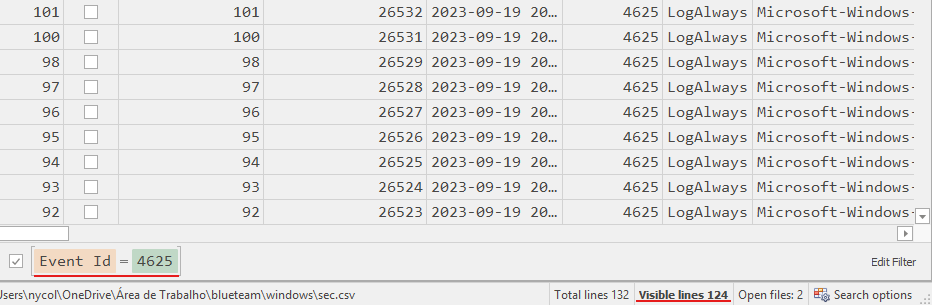 101 101 26532 2023-09-19 20… 4625 LogAlways Microsoft-Windows-
100 100 26531 2023-09-19 20… 4625 LogAlways Microsoft-Windows-
98 98 26529 2023-09-19 20… 4625 LogAlways Microsoft-Windows-
97 97 26528 2023-09-19 20… 4625 LogAlways Microsoft-Windows-
96 96 26527 2023-09-19 20… 4625 LogAlways Microsoft-Windows-
95 95 26526 2023-09-19 20… 4625 LogAlways Microsoft-Windows-
94 94 26525 2023-09-19 20… 4625 LogAlways Microsoft-Windows-
93 93 26524 2023-09-19 20… 4625 LogAlways Microsoft-Windows-
92 92 26523 2023-09-19 20… 4625 LogAlways Microsoft-Windows-
Event Id = 4625 Edit Filter
Jsers\nycol\OneDrive\Área de Trabalho\blueteam\windows\sec.csv Total lines 132 Visible lines 124 Open files: 2 Search options